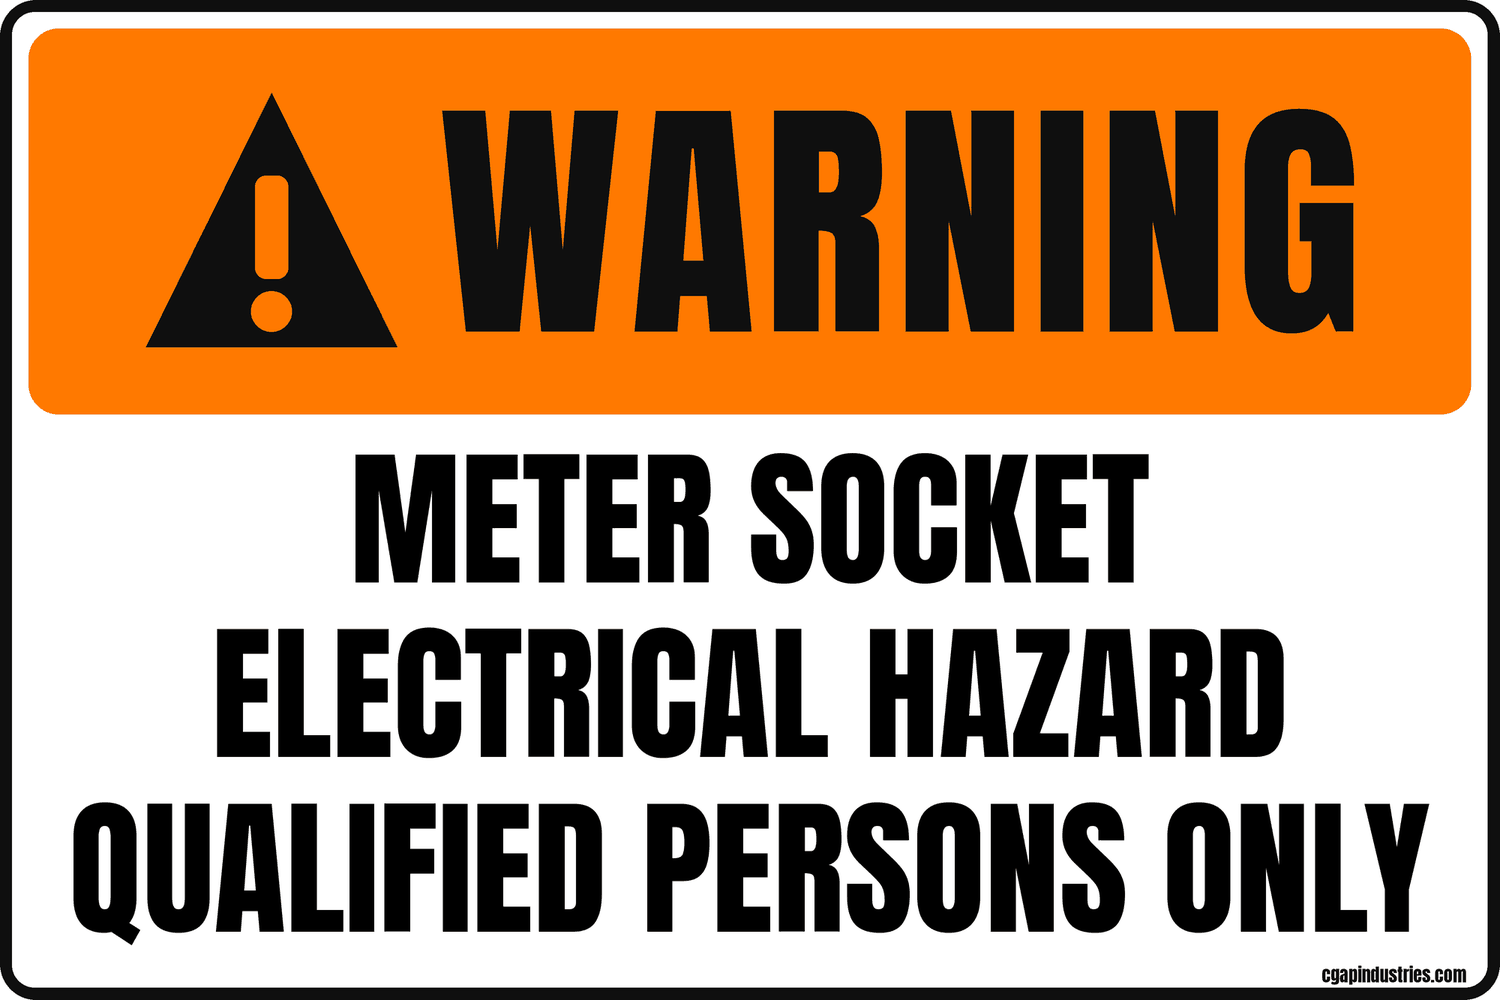 WARNING
METER SOCKET
ELECTRICAL HAZARD
QUALIFIED PERSONS ONLY
cgapindustries.com